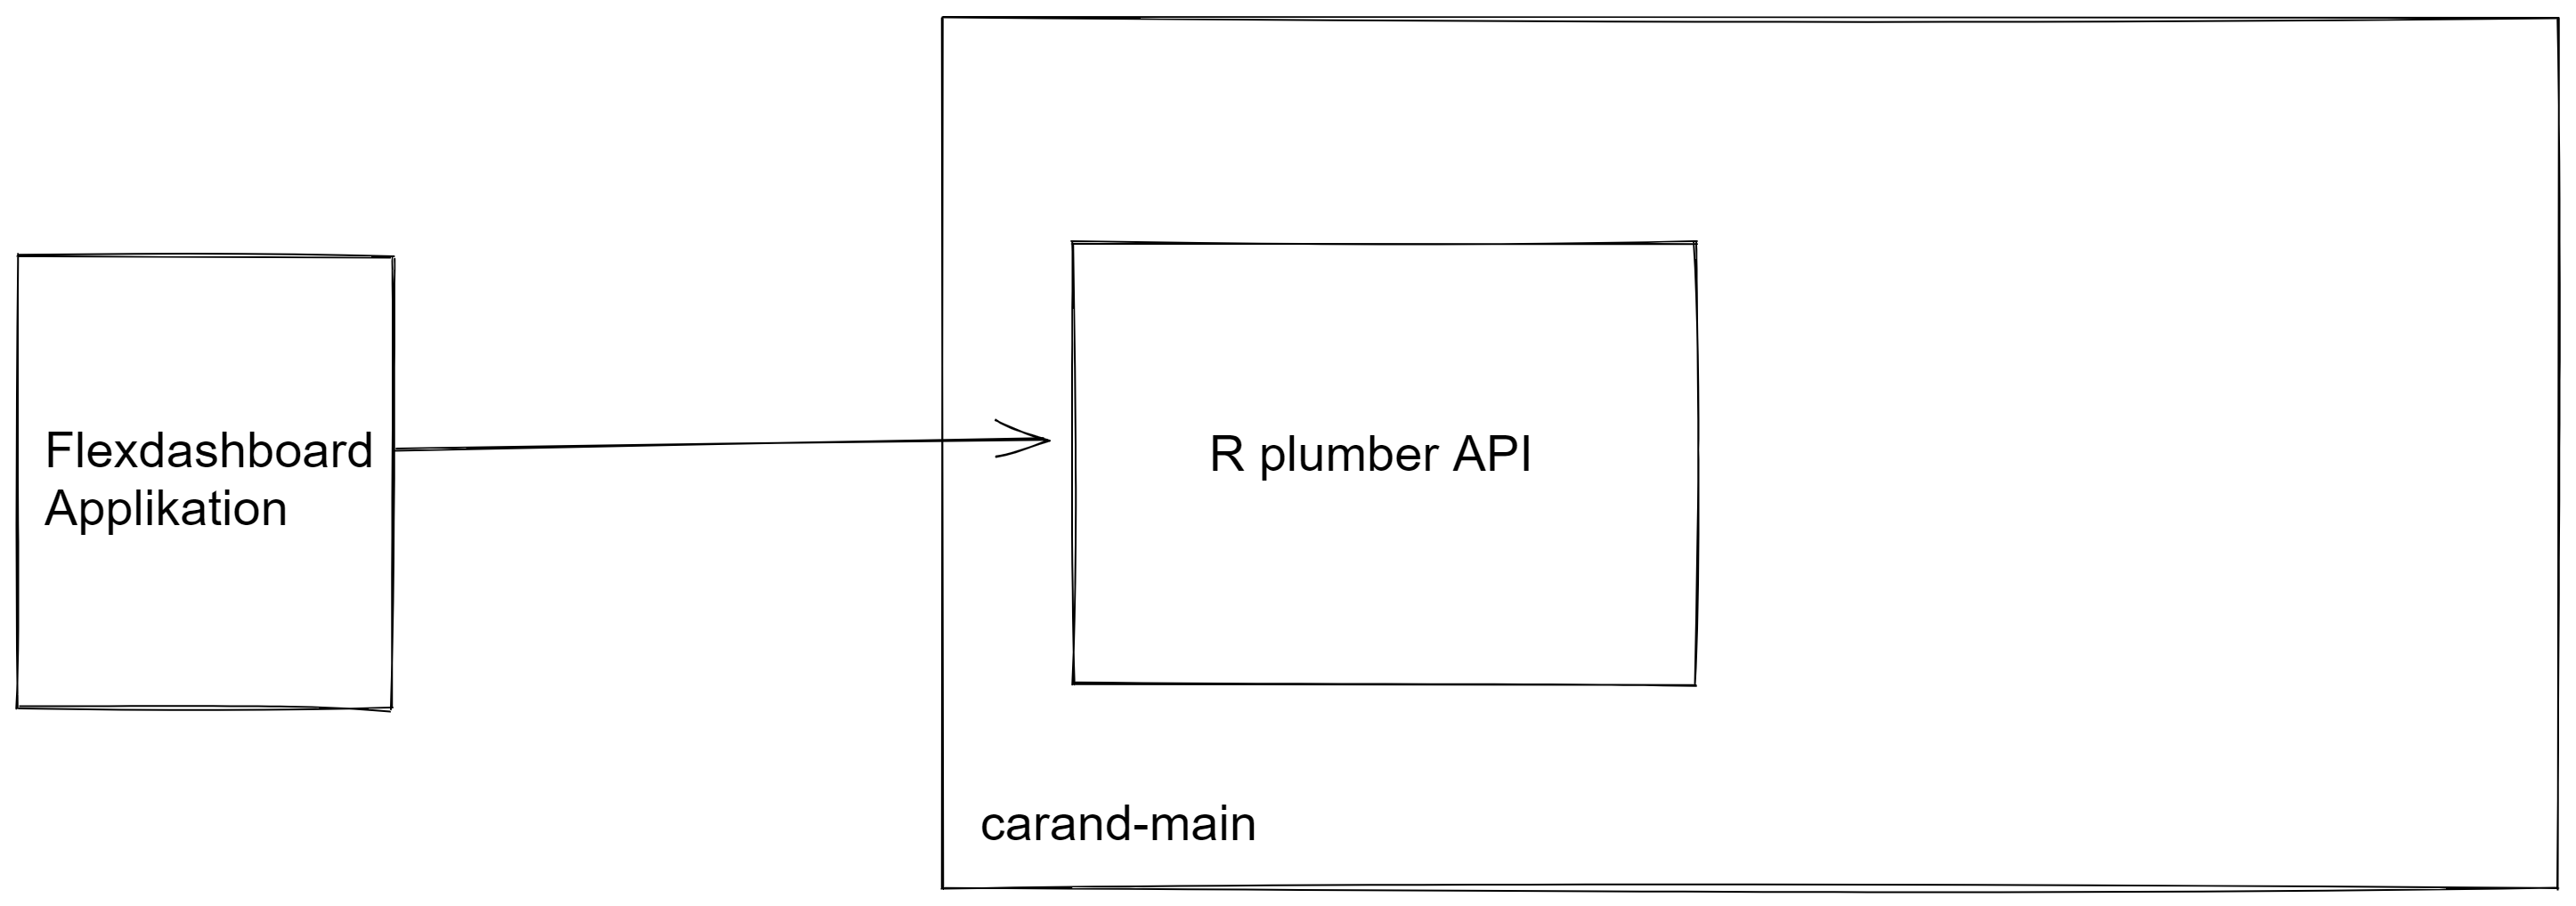 Flexdashboard
Applikation
R plumber API
carand-main